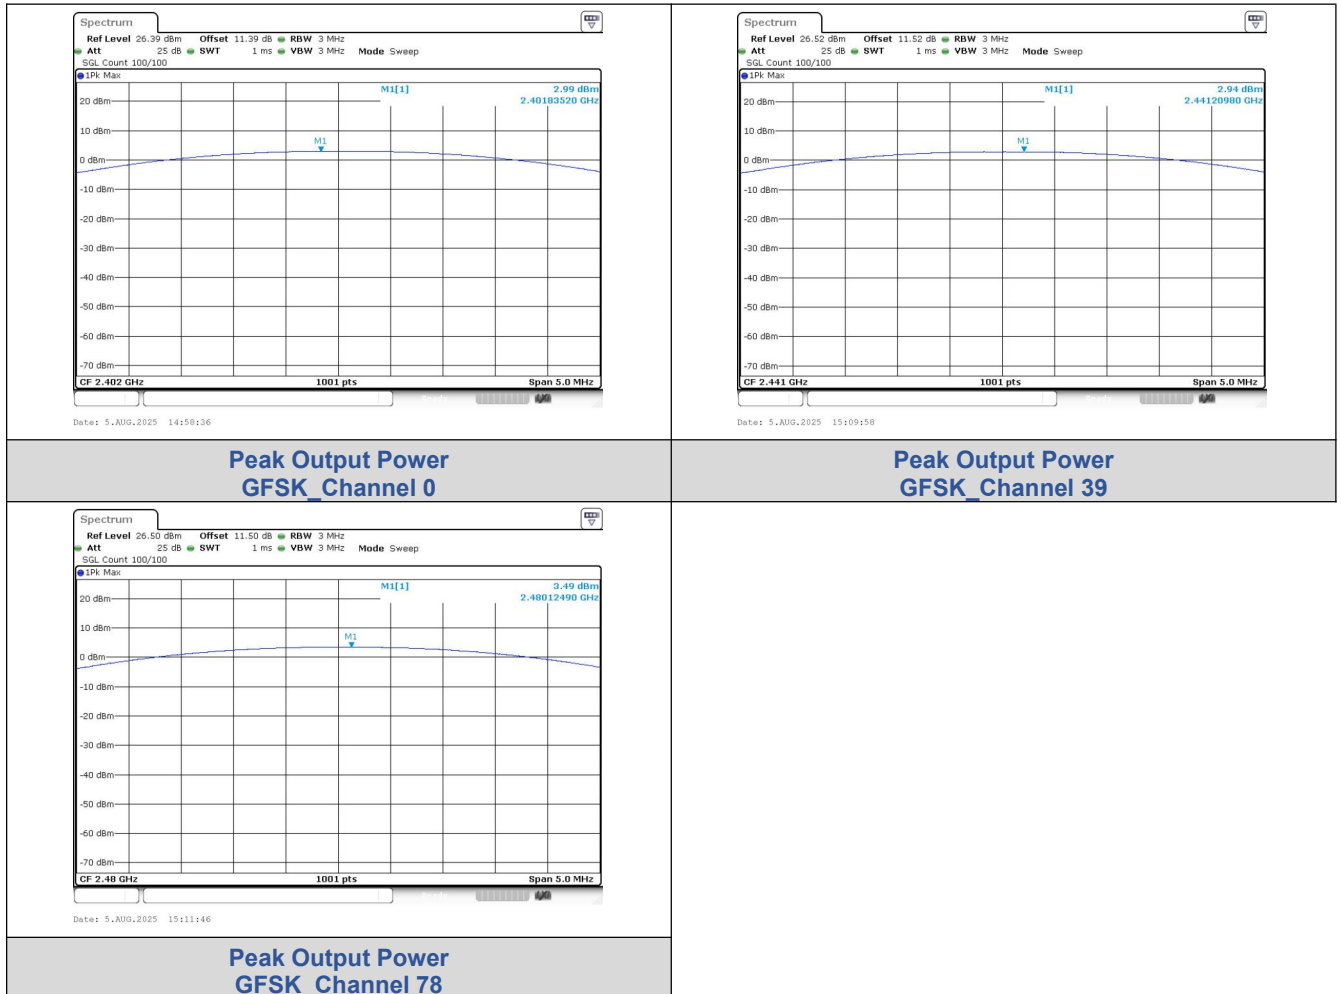 Spectrum
Ref Level 26.39 dBm Offset 11.39 dB RBW 3 MHz
Att 25 dB SWT 1 ms VBW 3 MHz Mode Sweep
SGL Count 100/100
1Pk Max
M1[1] 2.99 dBm
2.40183520 GHz
20 dBm
10 dBm
M1
0 dBm
-10 dBm
-20 dBm
-30 dBm
-40 dBm
-50 dBm
-60 dBm
-70 dBm
CF 2.402 GHz 1001 pts Span 5.0 MHz
Date: 5.AUG.2025 14:58:36
Peak Output Power
GFSK_Channel 0
Spectrum
Ref Level 26.52 dBm Offset 11.52 dB RBW 3 MHz
Att 25 dB SWT 1 ms VBW 3 MHz Mode Sweep
SGL Count 100/100
1Pk Max
M1[1] 2.94 dBm
2.44120980 GHz
20 dBm
10 dBm
M1
0 dBm
-10 dBm
-20 dBm
-30 dBm
-40 dBm
-50 dBm
-60 dBm
-70 dBm
CF 2.441 GHz 1001 pts Span 5.0 MHz
Date: 5.AUG.2025 15:09:58
Peak Output Power
GFSK_Channel 39
Spectrum
Ref Level 26.50 dBm Offset 11.50 dB RBW 3 MHz
Att 25 dB SWT 1 ms VBW 3 MHz Mode Sweep
SGL Count 100/100
1Pk Max
M1[1] 3.49 dBm
2.48012490 GHz
20 dBm
10 dBm
M1
0 dBm
-10 dBm
-20 dBm
-30 dBm
-40 dBm
-50 dBm
-60 dBm
-70 dBm
CF 2.48 GHz 1001 pts Span 5.0 MHz
Date: 5.AUG.2025 15:11:46
Peak Output Power
GFSK_Channel 78